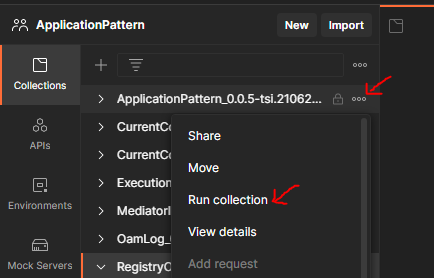 ApplicationPattern
New
Import
Collections
APIs
Environments
Mock Servers
ApplicationPattern_0.0.5-tsi.21062...
CurrentCo
CurrentCo
Execution
MediatorI
OamLog_
RegistryO
Share
Move
Run collection
View details
Add request